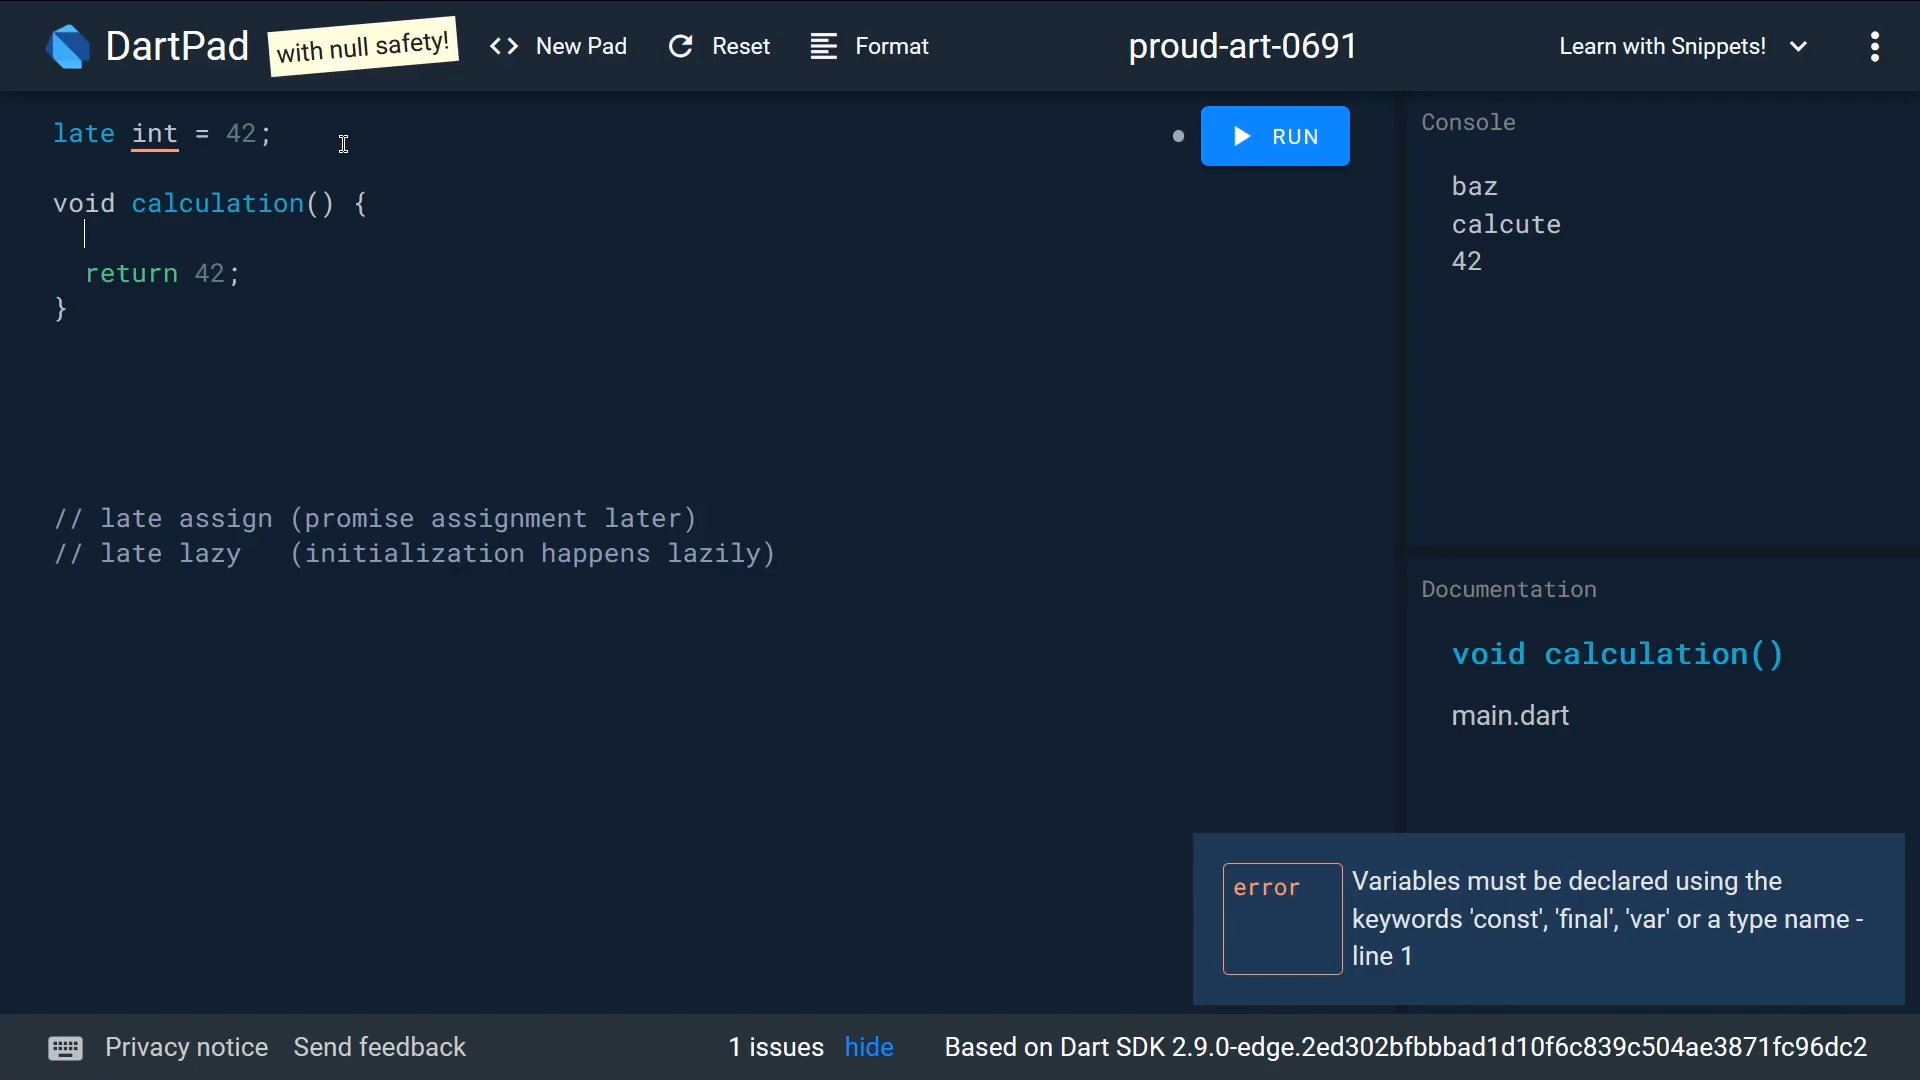 DartPad with null safety! <> New Pad Reset Format proud-art-0691 Learn with Snippets!
late int = 42;
RUN
void calculation() {
return 42;
}
// late assign (promise assignment later)
// late lazy   (initialization happens lazily)
Console
baz
calcute
42
Documentation
void calculation()
main.dart
error
Variables must be declared using the
keywords 'const', 'final', 'var' or a type name -
line 1
Privacy notice Send feedback 1 issues hide Based on Dart SDK 2.9.0-edge.2ed302bfbbbad1d10f6c839c504ae3871fc96dc2